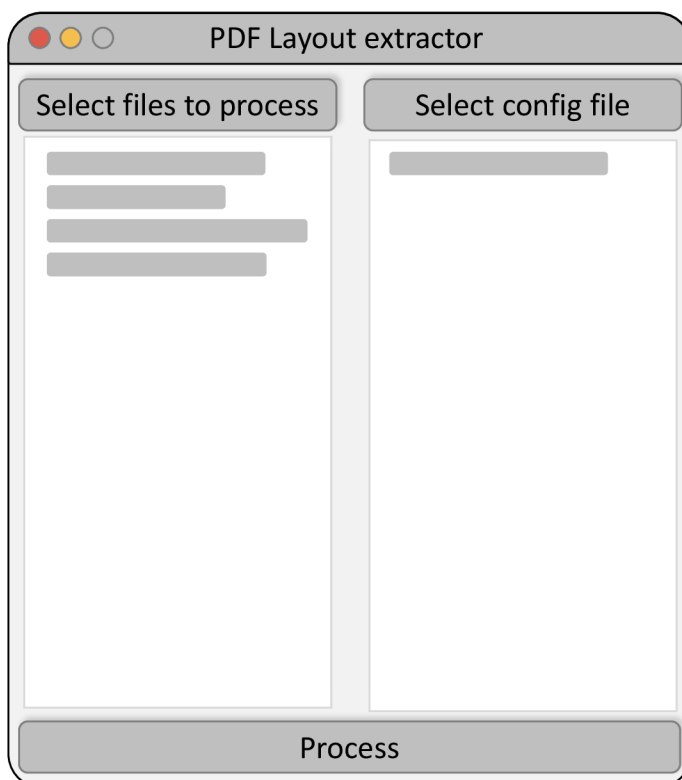 PDF Layout extractor
Select files to process
Select config file
Process